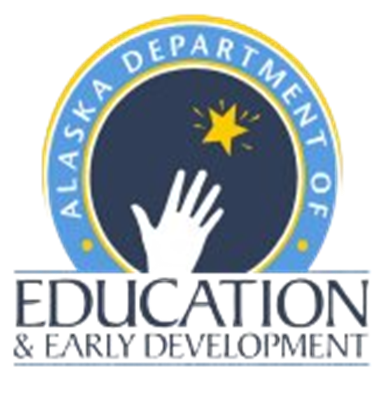 ALASKA DEPARTMENT OF
EDUCATION
& EARLY DEVELOPMENT